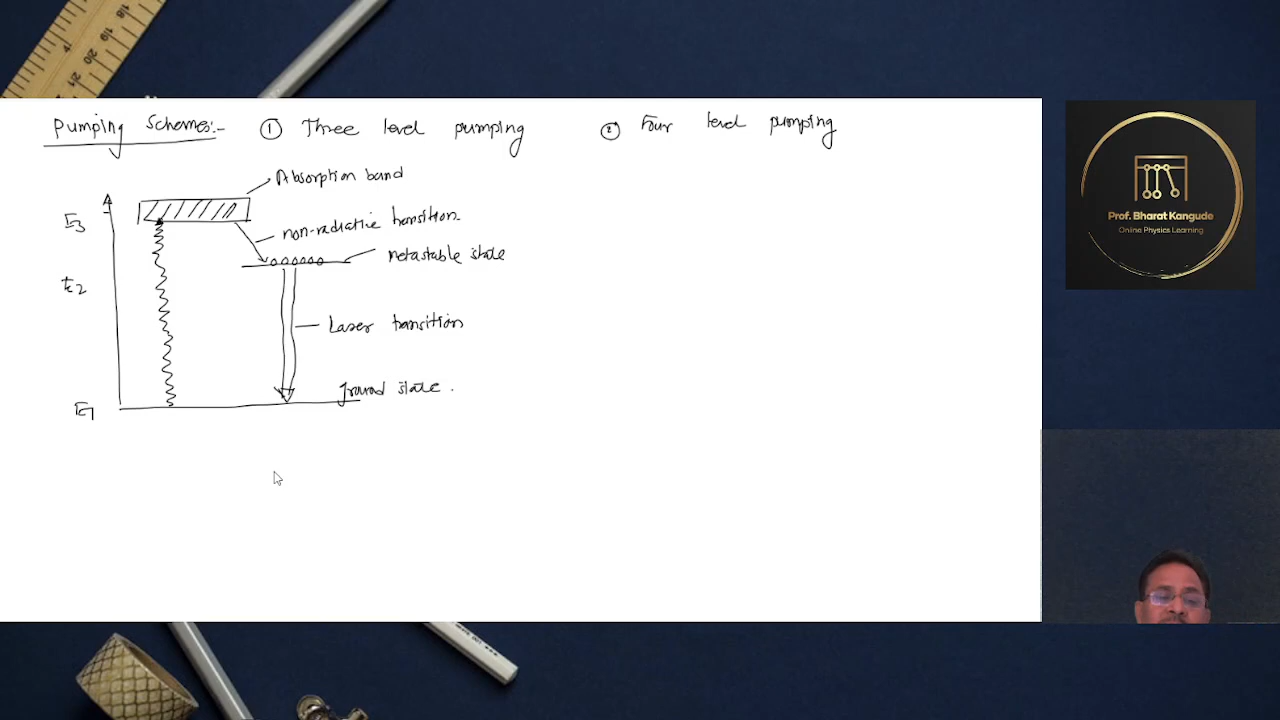 Pumping Schemes:- ① Three level pumping ② Four level pumping
Absorption band
E3
non-radiative transition.
metastable state
E2
Laser transition
ground state.
E1
Prof. Bharat Kangude
Online Physics Learning